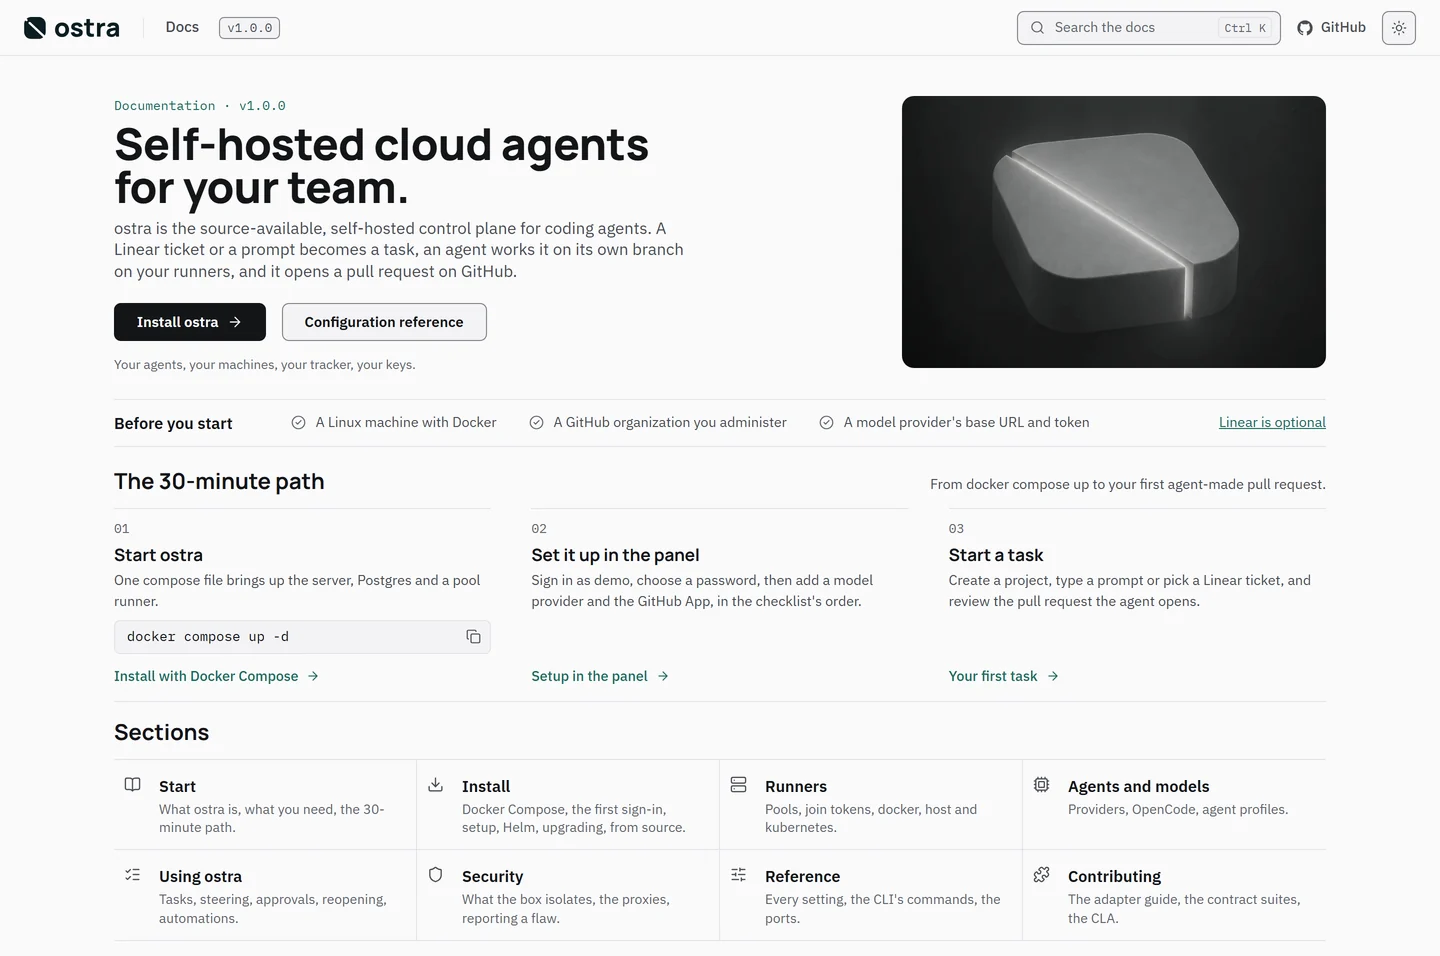 ostra
Docs
v1.0.0
Search the docs
Ctrl K
GitHub
Documentation · v1.0.0
Self-hosted cloud agents
for your team.
ostra is the source-available, self-hosted control plane for coding agents. A
Linear ticket or a prompt becomes a task, an agent works it on its own branch
on your runners, and it opens a pull request on GitHub.
Install ostra
Configuration reference
Your agents, your machines, your tracker, your keys.
Before you start
A Linux machine with Docker
A GitHub organization you administer
A model provider's base URL and token
Linear is optional
The 30-minute path
From docker compose up to your first agent-made pull request.
01
Start ostra
One compose file brings up the server, Postgres and a pool
runner.
docker compose up -d
Install with Docker Compose
02
Set it up in the panel
Sign in as demo, choose a password, then add a model
provider and the GitHub App, in the checklist's order.
Setup in the panel
03
Start a task
Create a project, type a prompt or pick a Linear ticket, and
review the pull request the agent opens.
Your first task
Sections
Start
What ostra is, what you need, the 30-
minute path.
Install
Docker Compose, the first sign-in,
setup, Helm, upgrading, from source.
Runners
Pools, join tokens, docker, host and
kubernetes.
Agents and models
Providers, OpenCode, agent profiles.
Using ostra
Tasks, steering, approvals, reopening,
automations.
Security
What the box isolates, the proxies,
reporting a flaw.
Reference
Every setting, the CLI's commands, the
ports.
Contributing
The adapter guide, the contract suites,
the CLA.